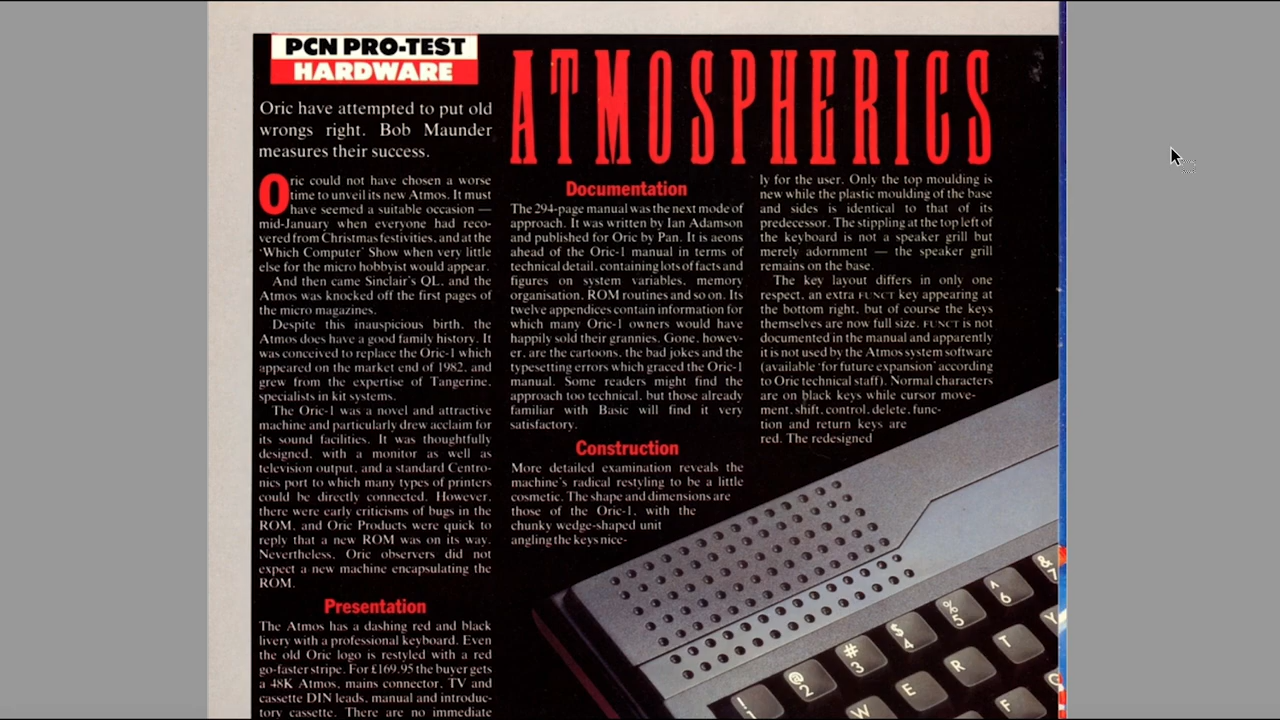 PCN PRO-TEST
HARDWARE
ATMOSPHERICS
Oric have attempted to put old
wrongs right. Bob Maunder
measures their success.
Oric could not have chosen a worse
time to unveil its new Atmos. It must
have seemed a suitable occasion —
mid-January when everyone had reco-
vered from Christmas festivities, and at the
'Which Computer' Show when very little
else for the micro hobbyist would appear.
And then came Sinclair's QL, and the
Atmos was knocked off the first pages of
the micro magazines.
Despite this inauspicious birth, the
Atmos does have a good family history. It
was conceived to replace the Oric-1 which
appeared on the market end of 1982, and
grew from the expertise of Tangerine,
specialists in kit systems.
The Oric-1 was a novel and attractive
machine and particularly drew acclaim for
its sound facilities. It was thoughtfully
designed, with a monitor as well as
television output, and a standard Centro-
nics port to which many types of printers
could be directly connected. However,
there were early criticisms of bugs in the
ROM, and Oric Products were quick to
reply that a new ROM was on its way.
Nevertheless, Oric observers did not
expect a new machine encapsulating the
ROM.
Presentation
The Atmos has a dashing red and black
livery with a professional keyboard. Even
the old Oric logo is restyled with a red
go-faster stripe. For £169.95 the buyer gets
a 48K Atmos, mains connector, TV and
cassette DIN leads, manual and introduc-
tory cassette. There are no immediate
Documentation
The 294-page manual was the next mode of
approach. It was written by Ian Adamson
and published for Oric by Pan. It is aeons
ahead of the Oric-1 manual in terms of
technical detail, containing lots of facts and
figures on system variables, memory
organisation, ROM routines and so on. Its
twelve appendices contain information for
which many Oric-1 owners would have
happily sold their grannies. Gone, howev-
er, are the cartoons, the bad jokes and the
typesetting errors which graced the Oric-1
manual. Some readers might find the
approach too technical, but those already
familiar with Basic will find it very
satisfactory.
Construction
More detailed examination reveals the
machine's radical restyling to be a little
cosmetic. The shape and dimensions are
those of the Oric-1, with the
chunky wedge-shaped unit
angling the keys nice-
ly for the user. Only the top moulding is
new while the plastic moulding of the base
and sides is identical to that of its
predecessor. The stippling at the top left of
the keyboard is not a speaker grill but
merely adornment — the speaker grill
remains on the base.
The key layout differs in only one
respect, an extra FUNCT key appearing at
the bottom right, but of course the keys
themselves are now full size. FUNCT is not
documented in the manual and apparently
it is not used by the Atmos system software
(available 'for future expansion' according
to Oric technical staff). Normal characters
are on black keys while cursor move-
ment, shift, control, delete, func-
tion and return keys are
red. The redesigned
! 1 @ 2 # 3 $ 4 % 5 ^ 6 & 7
W E R T Y
F